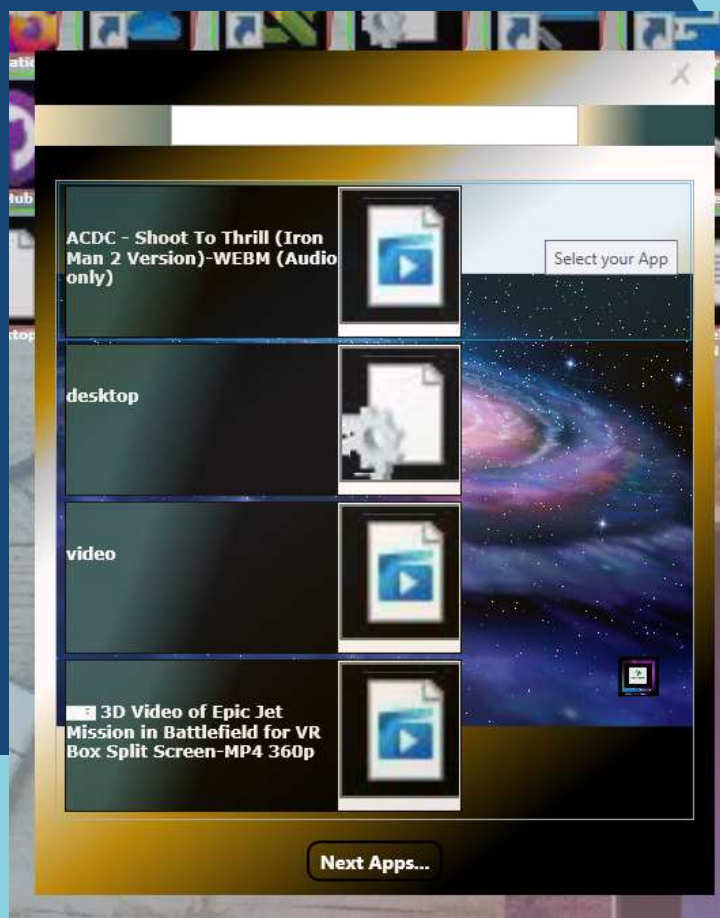 ACDC - Shoot To Thrill (Iron
Man 2 Version)-WEBM (Audio
only)
Select your App
desktop
video
3D Video of Epic Jet
Mission in Battlefield for VR
Box Split Screen-MP4 360p
Next Apps...